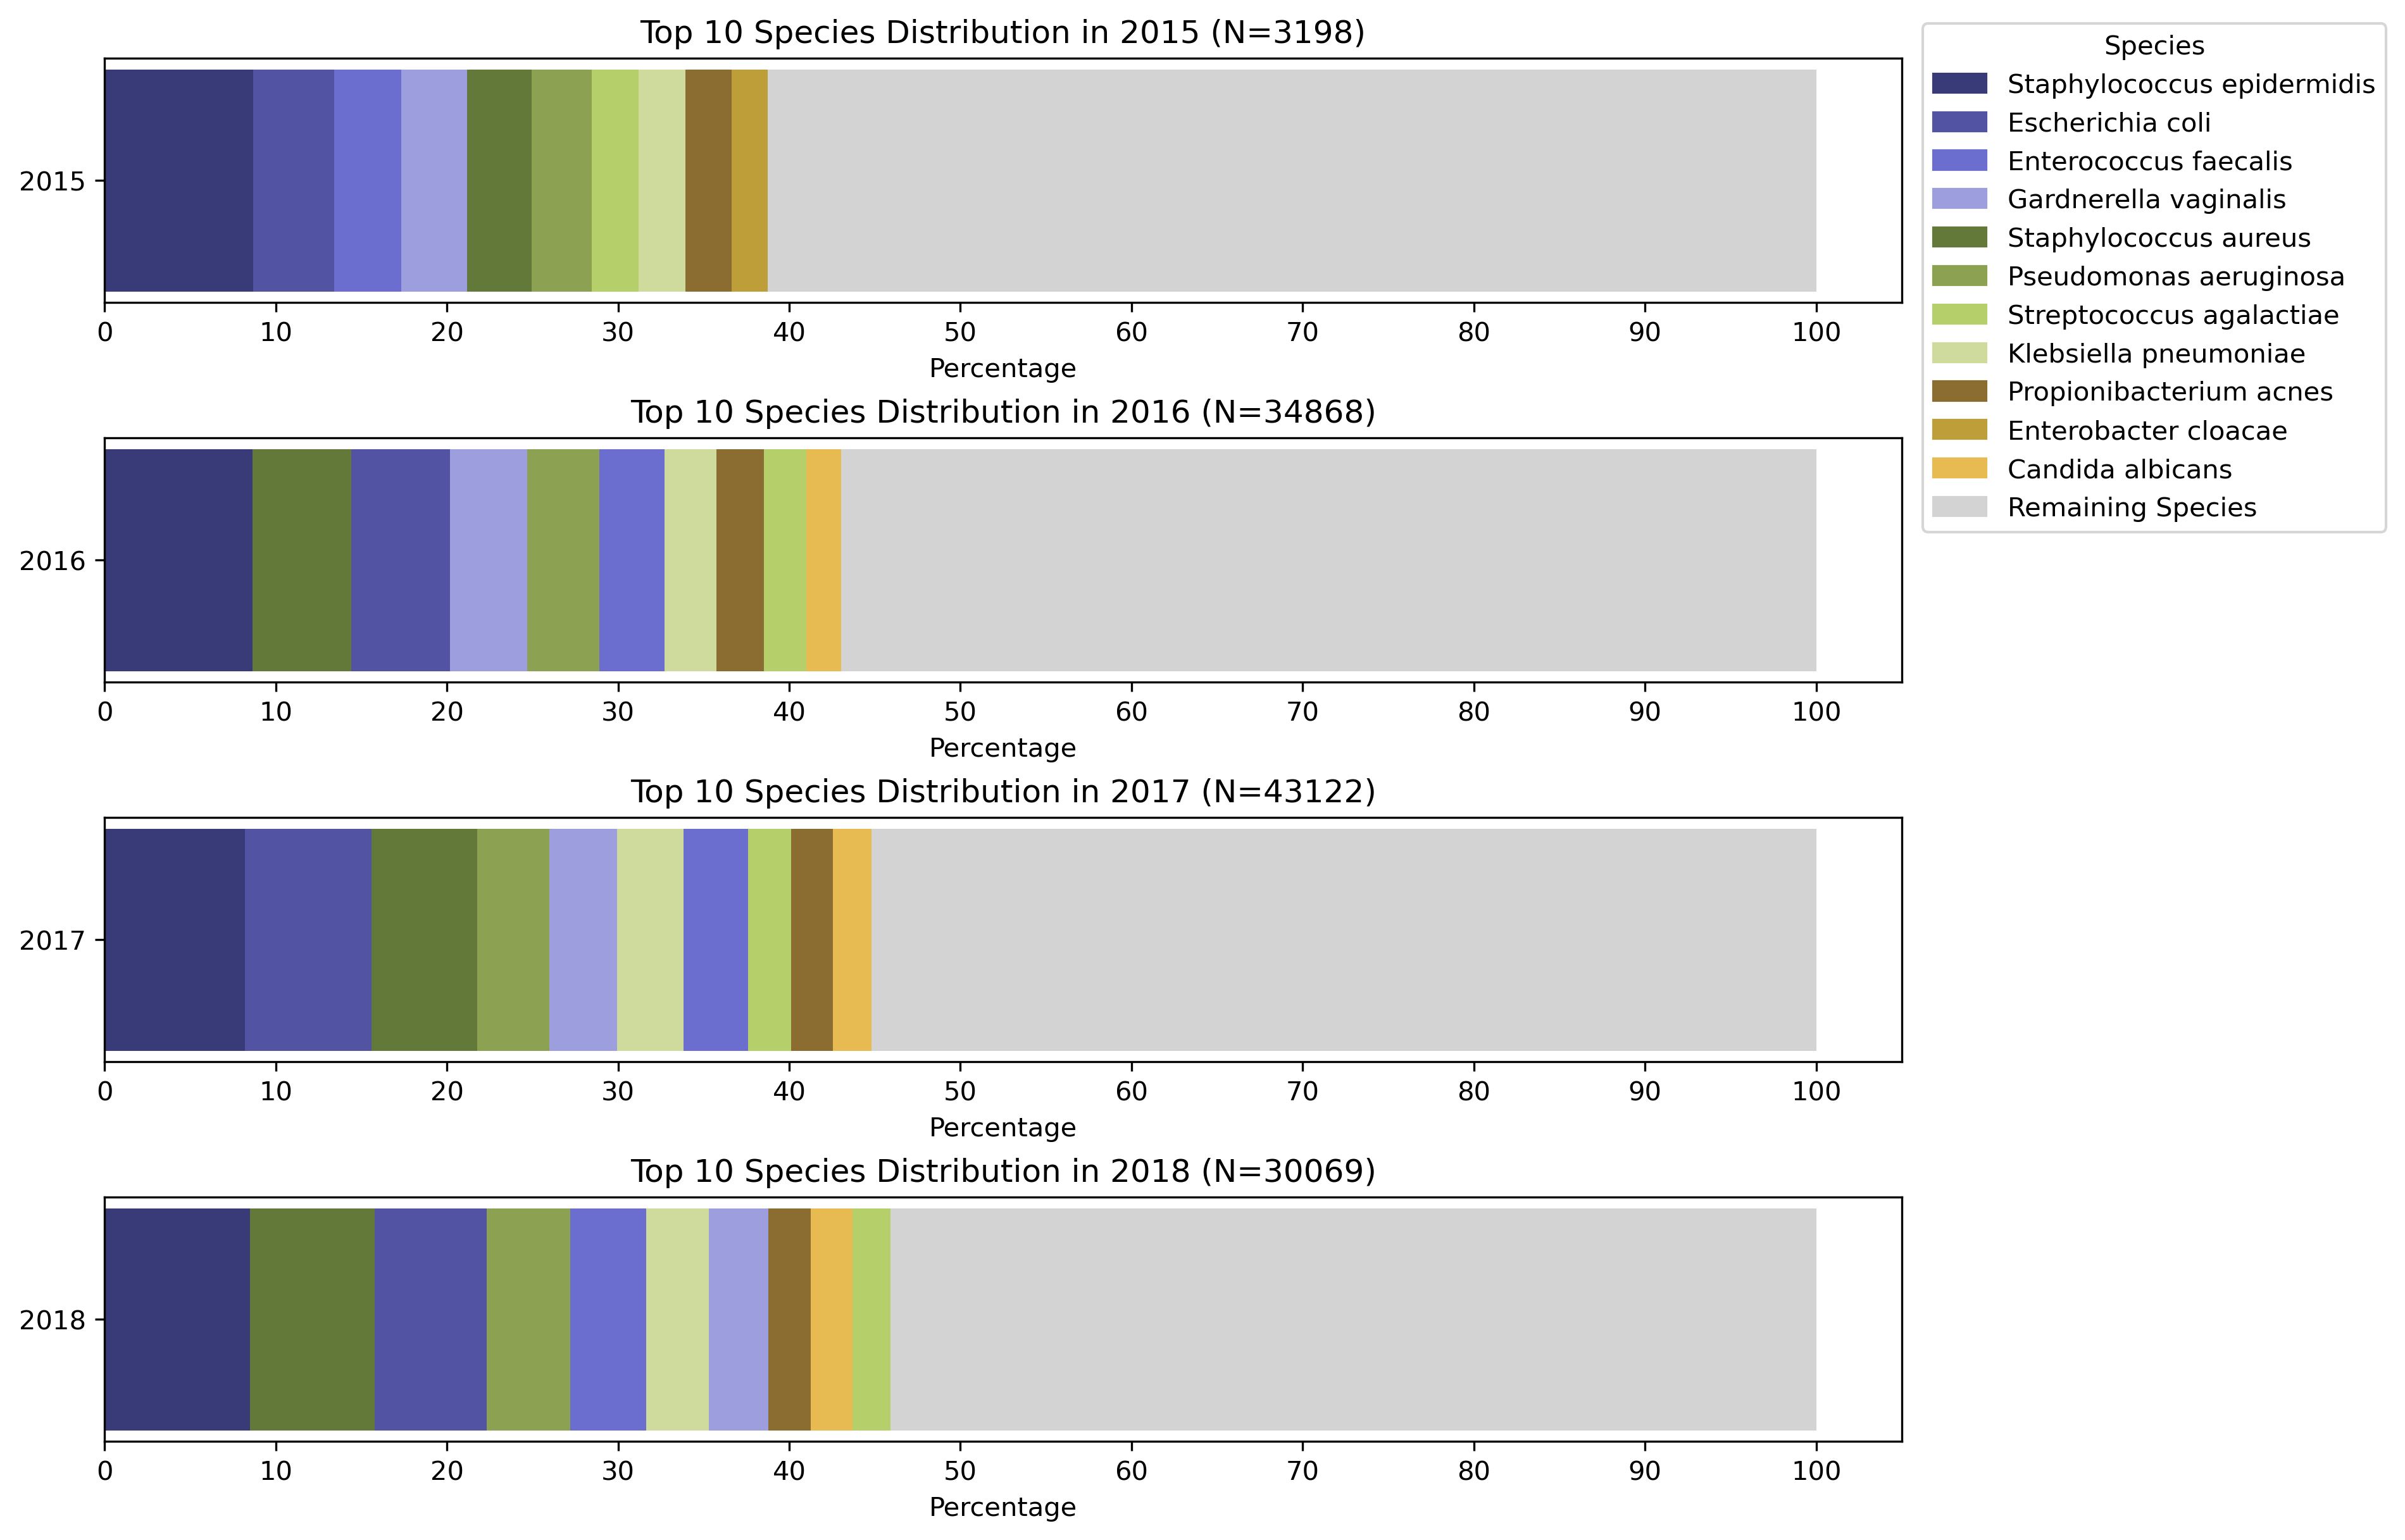 Top 10 Species Distribution in 2015 (N=3198)
2015
0 10 20 30 40 50 60 70 80 90 100
Percentage
Top 10 Species Distribution in 2016 (N=34868)
2016
0 10 20 30 40 50 60 70 80 90 100
Percentage
Top 10 Species Distribution in 2017 (N=43122)
2017
0 10 20 30 40 50 60 70 80 90 100
Percentage
Top 10 Species Distribution in 2018 (N=30069)
2018
0 10 20 30 40 50 60 70 80 90 100
Percentage
Species
Staphylococcus epidermidis
Escherichia coli
Enterococcus faecalis
Gardnerella vaginalis
Staphylococcus aureus
Pseudomonas aeruginosa
Streptococcus agalactiae
Klebsiella pneumoniae
Propionibacterium acnes
Enterobacter cloacae
Candida albicans
Remaining Species